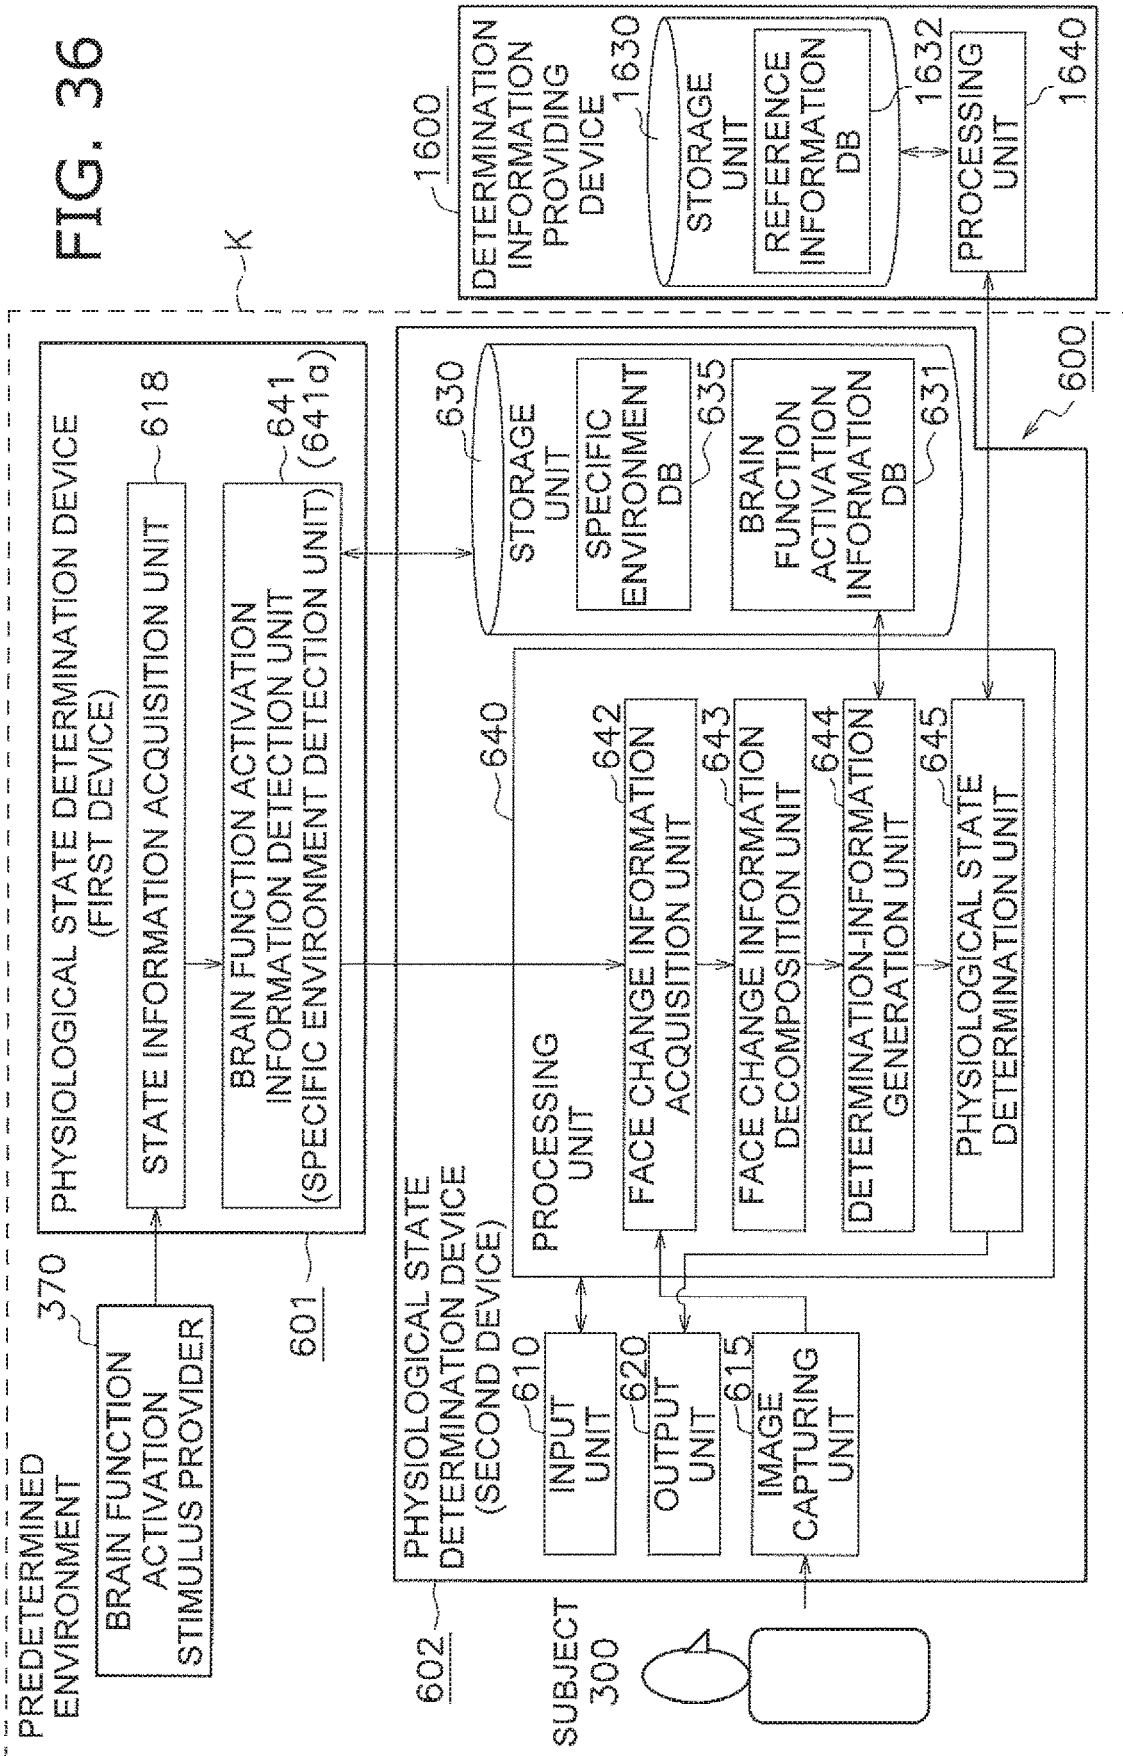 FIG. 36
PREDETERMINED
ENVIRONMENT
K
BRAIN FUNCTION
ACTIVATION
STIMULUS PROVIDER
370
PHYSIOLOGICAL STATE DETERMINATION DEVICE
(FIRST DEVICE)
STATE INFORMATION ACQUISITION UNIT
618
BRAIN FUNCTION ACTIVATION
INFORMATION DETECTION UNIT
(SPECIFIC ENVIRONMENT DETECTION UNIT)
641
(641a)
601
PHYSIOLOGICAL STATE
DETERMINATION DEVICE
(SECOND DEVICE)
602
SUBJECT
300
INPUT
UNIT
610
OUTPUT
UNIT
620
IMAGE
CAPTURING
UNIT
615
PROCESSING
UNIT
640
FACE CHANGE INFORMATION
ACQUISITION UNIT
642
FACE CHANGE INFORMATION
DECOMPOSITION UNIT
643
DETERMINATION-INFORMATION
GENERATION UNIT
644
PHYSIOLOGICAL STATE
DETERMINATION UNIT
645
STORAGE
UNIT
630
SPECIFIC
ENVIRONMENT
DB
635
BRAIN
FUNCTION
ACTIVATION
INFORMATION
DB
631
600
DETERMINATION
INFORMATION
PROVIDING
DEVICE
1600
STORAGE
UNIT
1630
REFERENCE
INFORMATION
DB
1632
PROCESSING
UNIT
1640